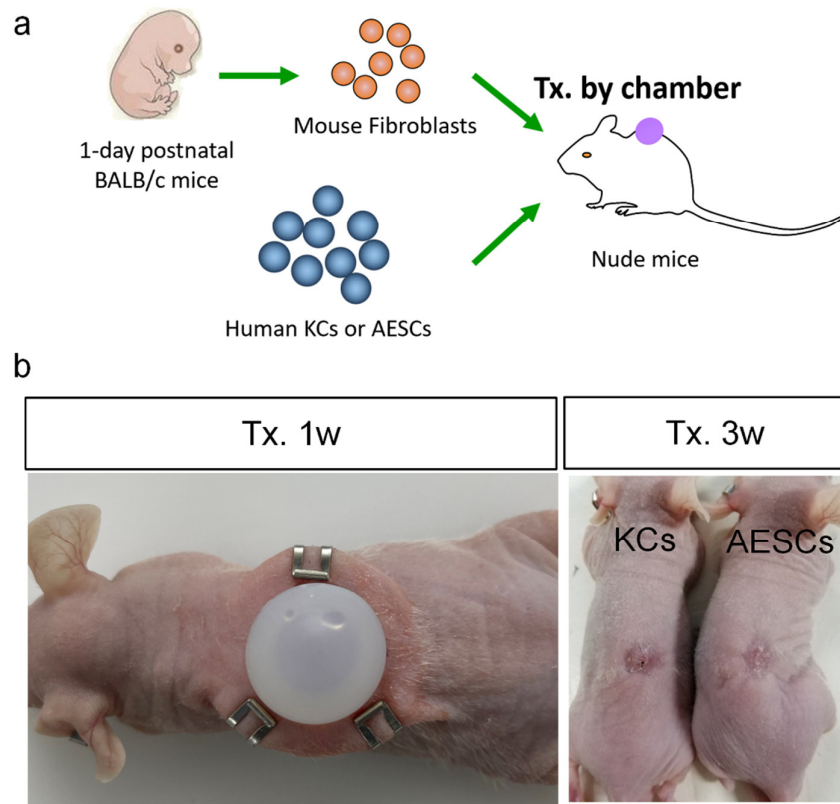 a
Tx. by chamber
Mouse Fibroblasts
1-day postnatal
BALB/c mice
Nude mice
Human KCs or AESCs
b
Tx. 1w
Tx. 3w
KCs
AESCs